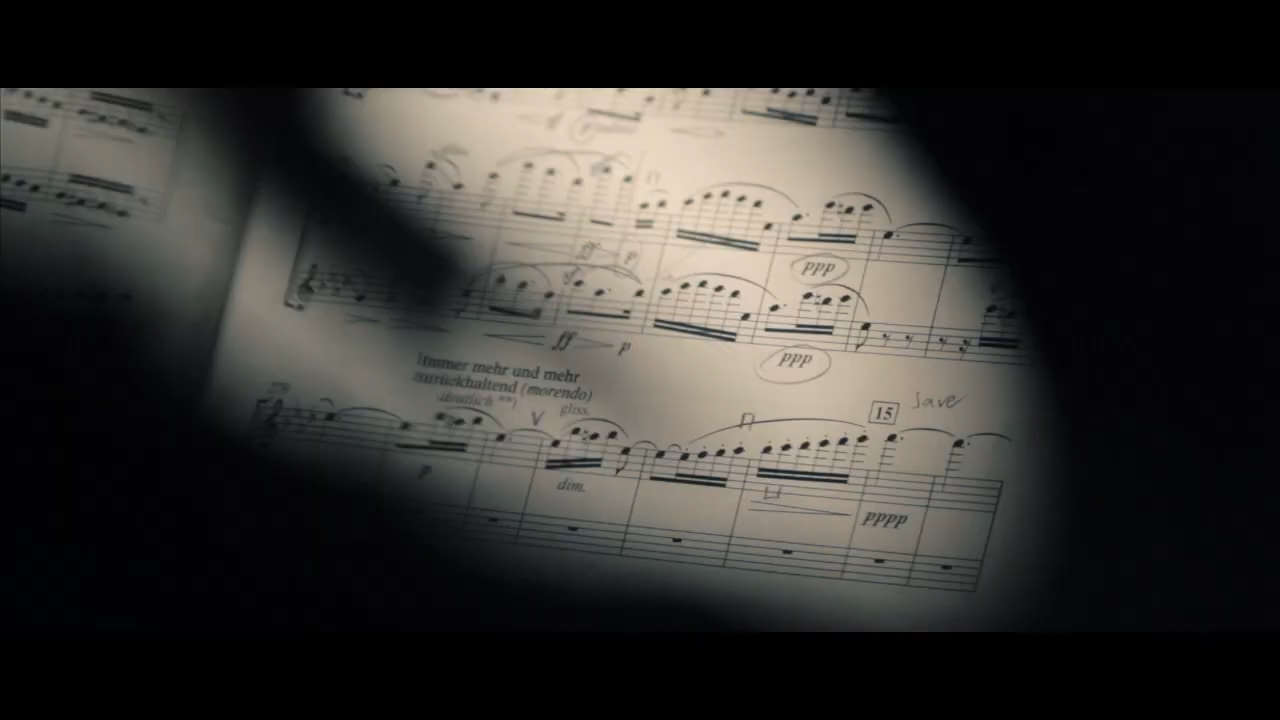 p
ppp
ff p
ppp
Immer mehr und mehr
zurückhaltend (morendo)
gliss.
15 Save
p
dim.
pppp